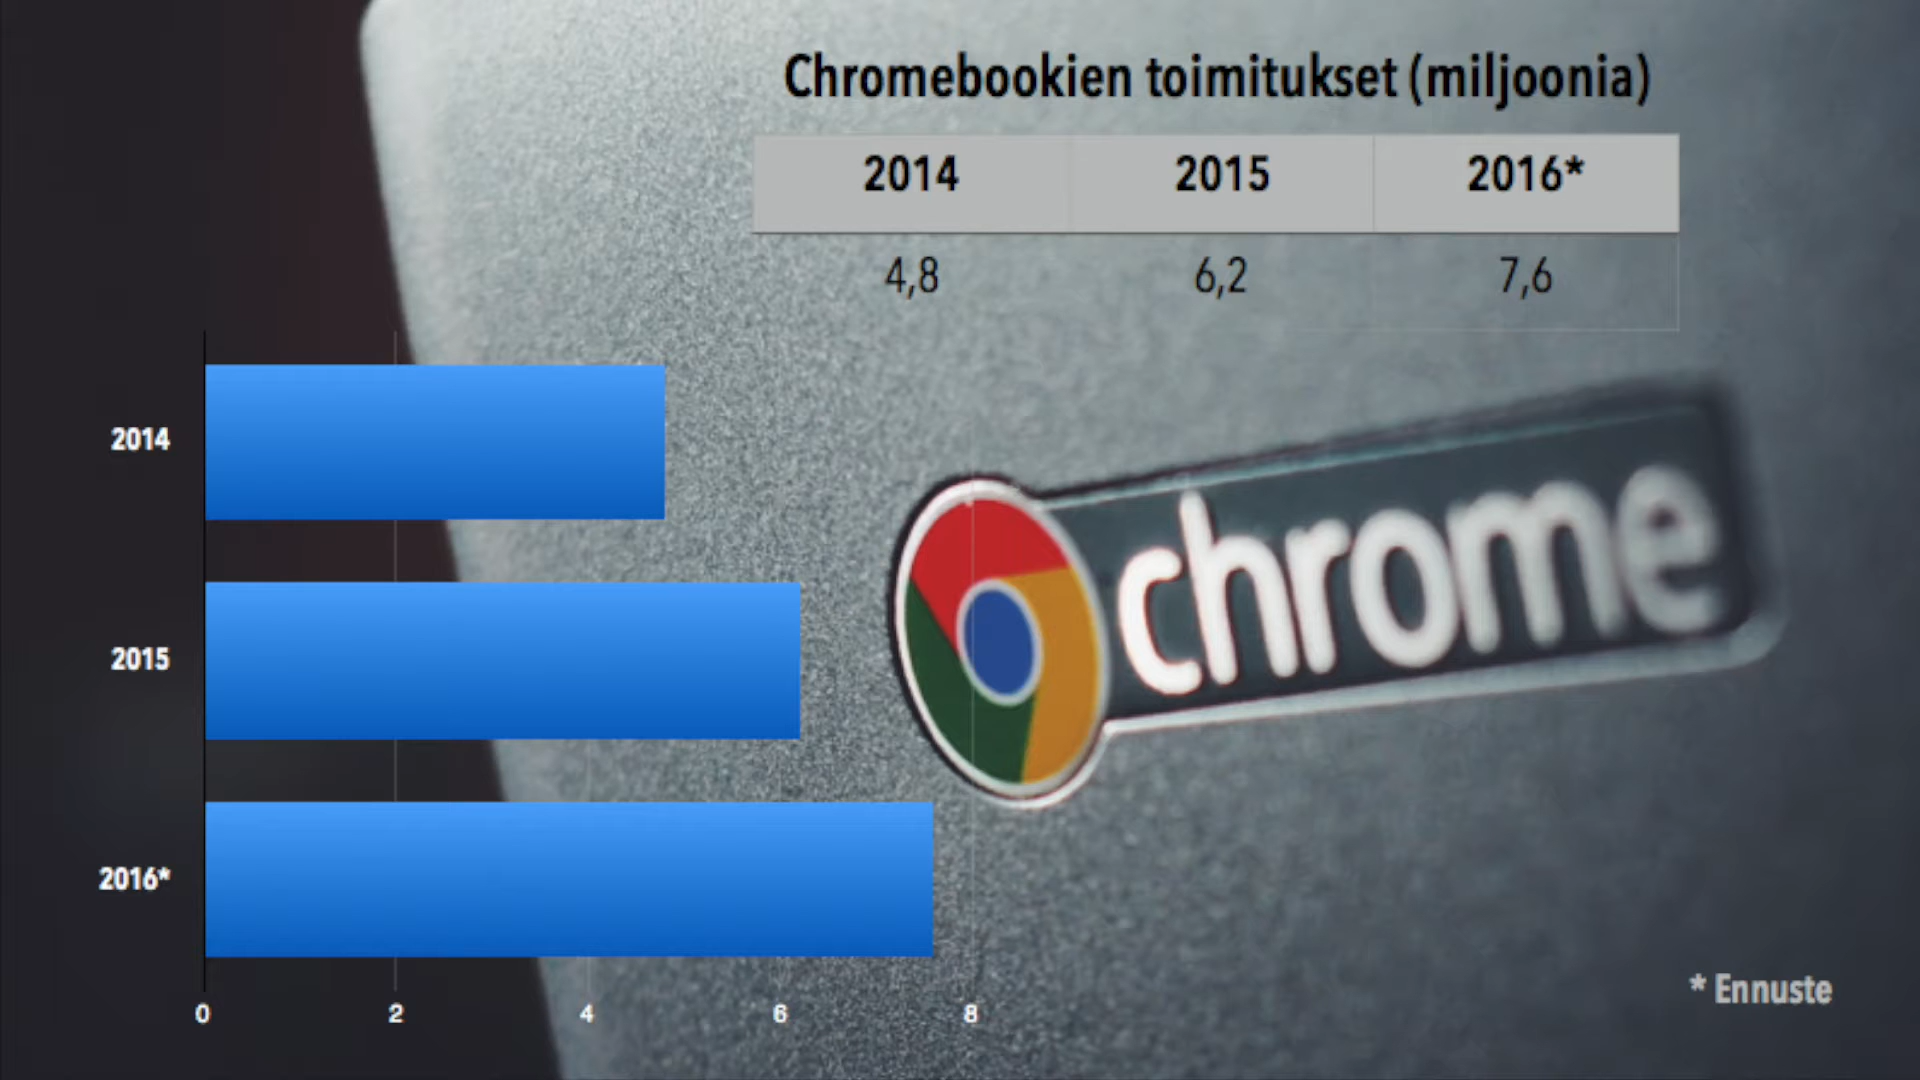 Chromebookien toimitukset (miljoonia)
2014 2015 2016*
4,8 6,2 7,6
2014
2015
2016*
0 2 4 6 8
chrome
* Ennuste